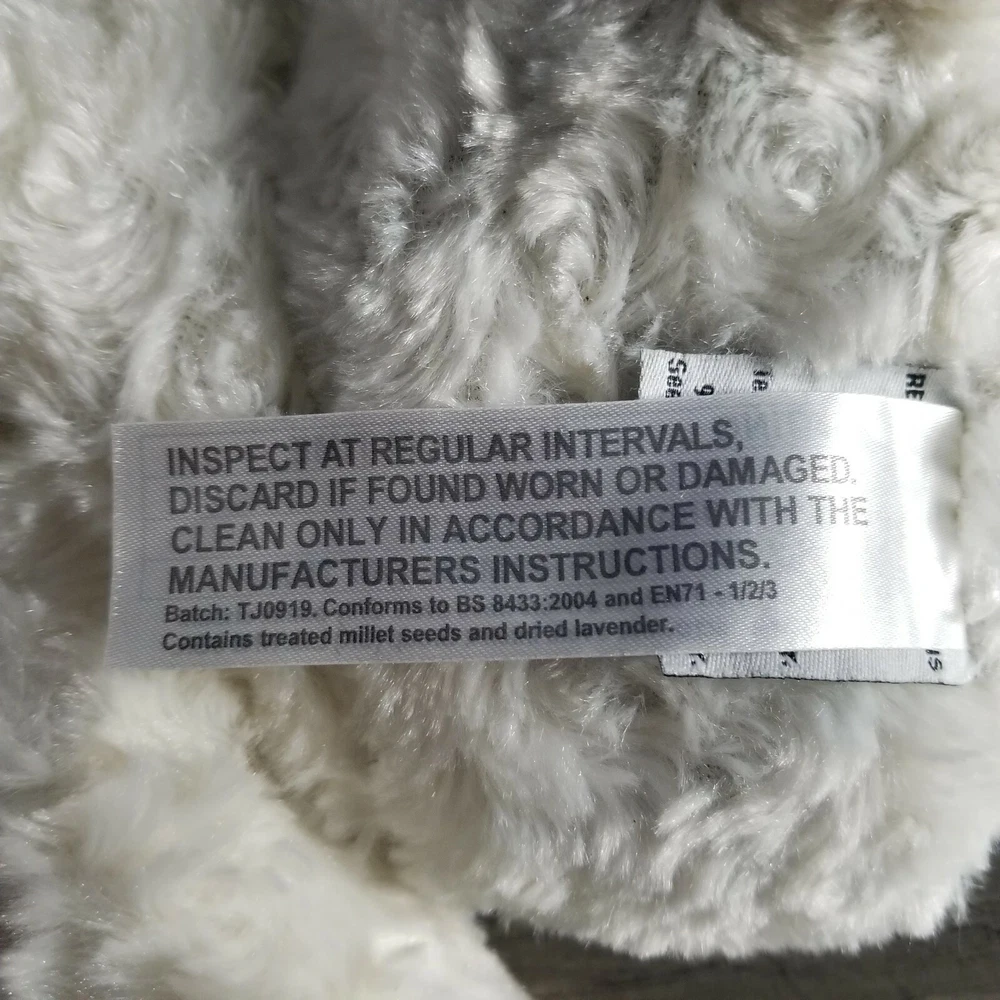 INSPECT AT REGULAR INTERVALS,
DISCARD IF FOUND WORN OR DAMAGED.
CLEAN ONLY IN ACCORDANCE WITH THE
MANUFACTURERS INSTRUCTIONS.
Batch: TJ0919. Conforms to BS 8433:2004 and EN71 - 1/2/3
Contains treated millet seeds and dried lavender.